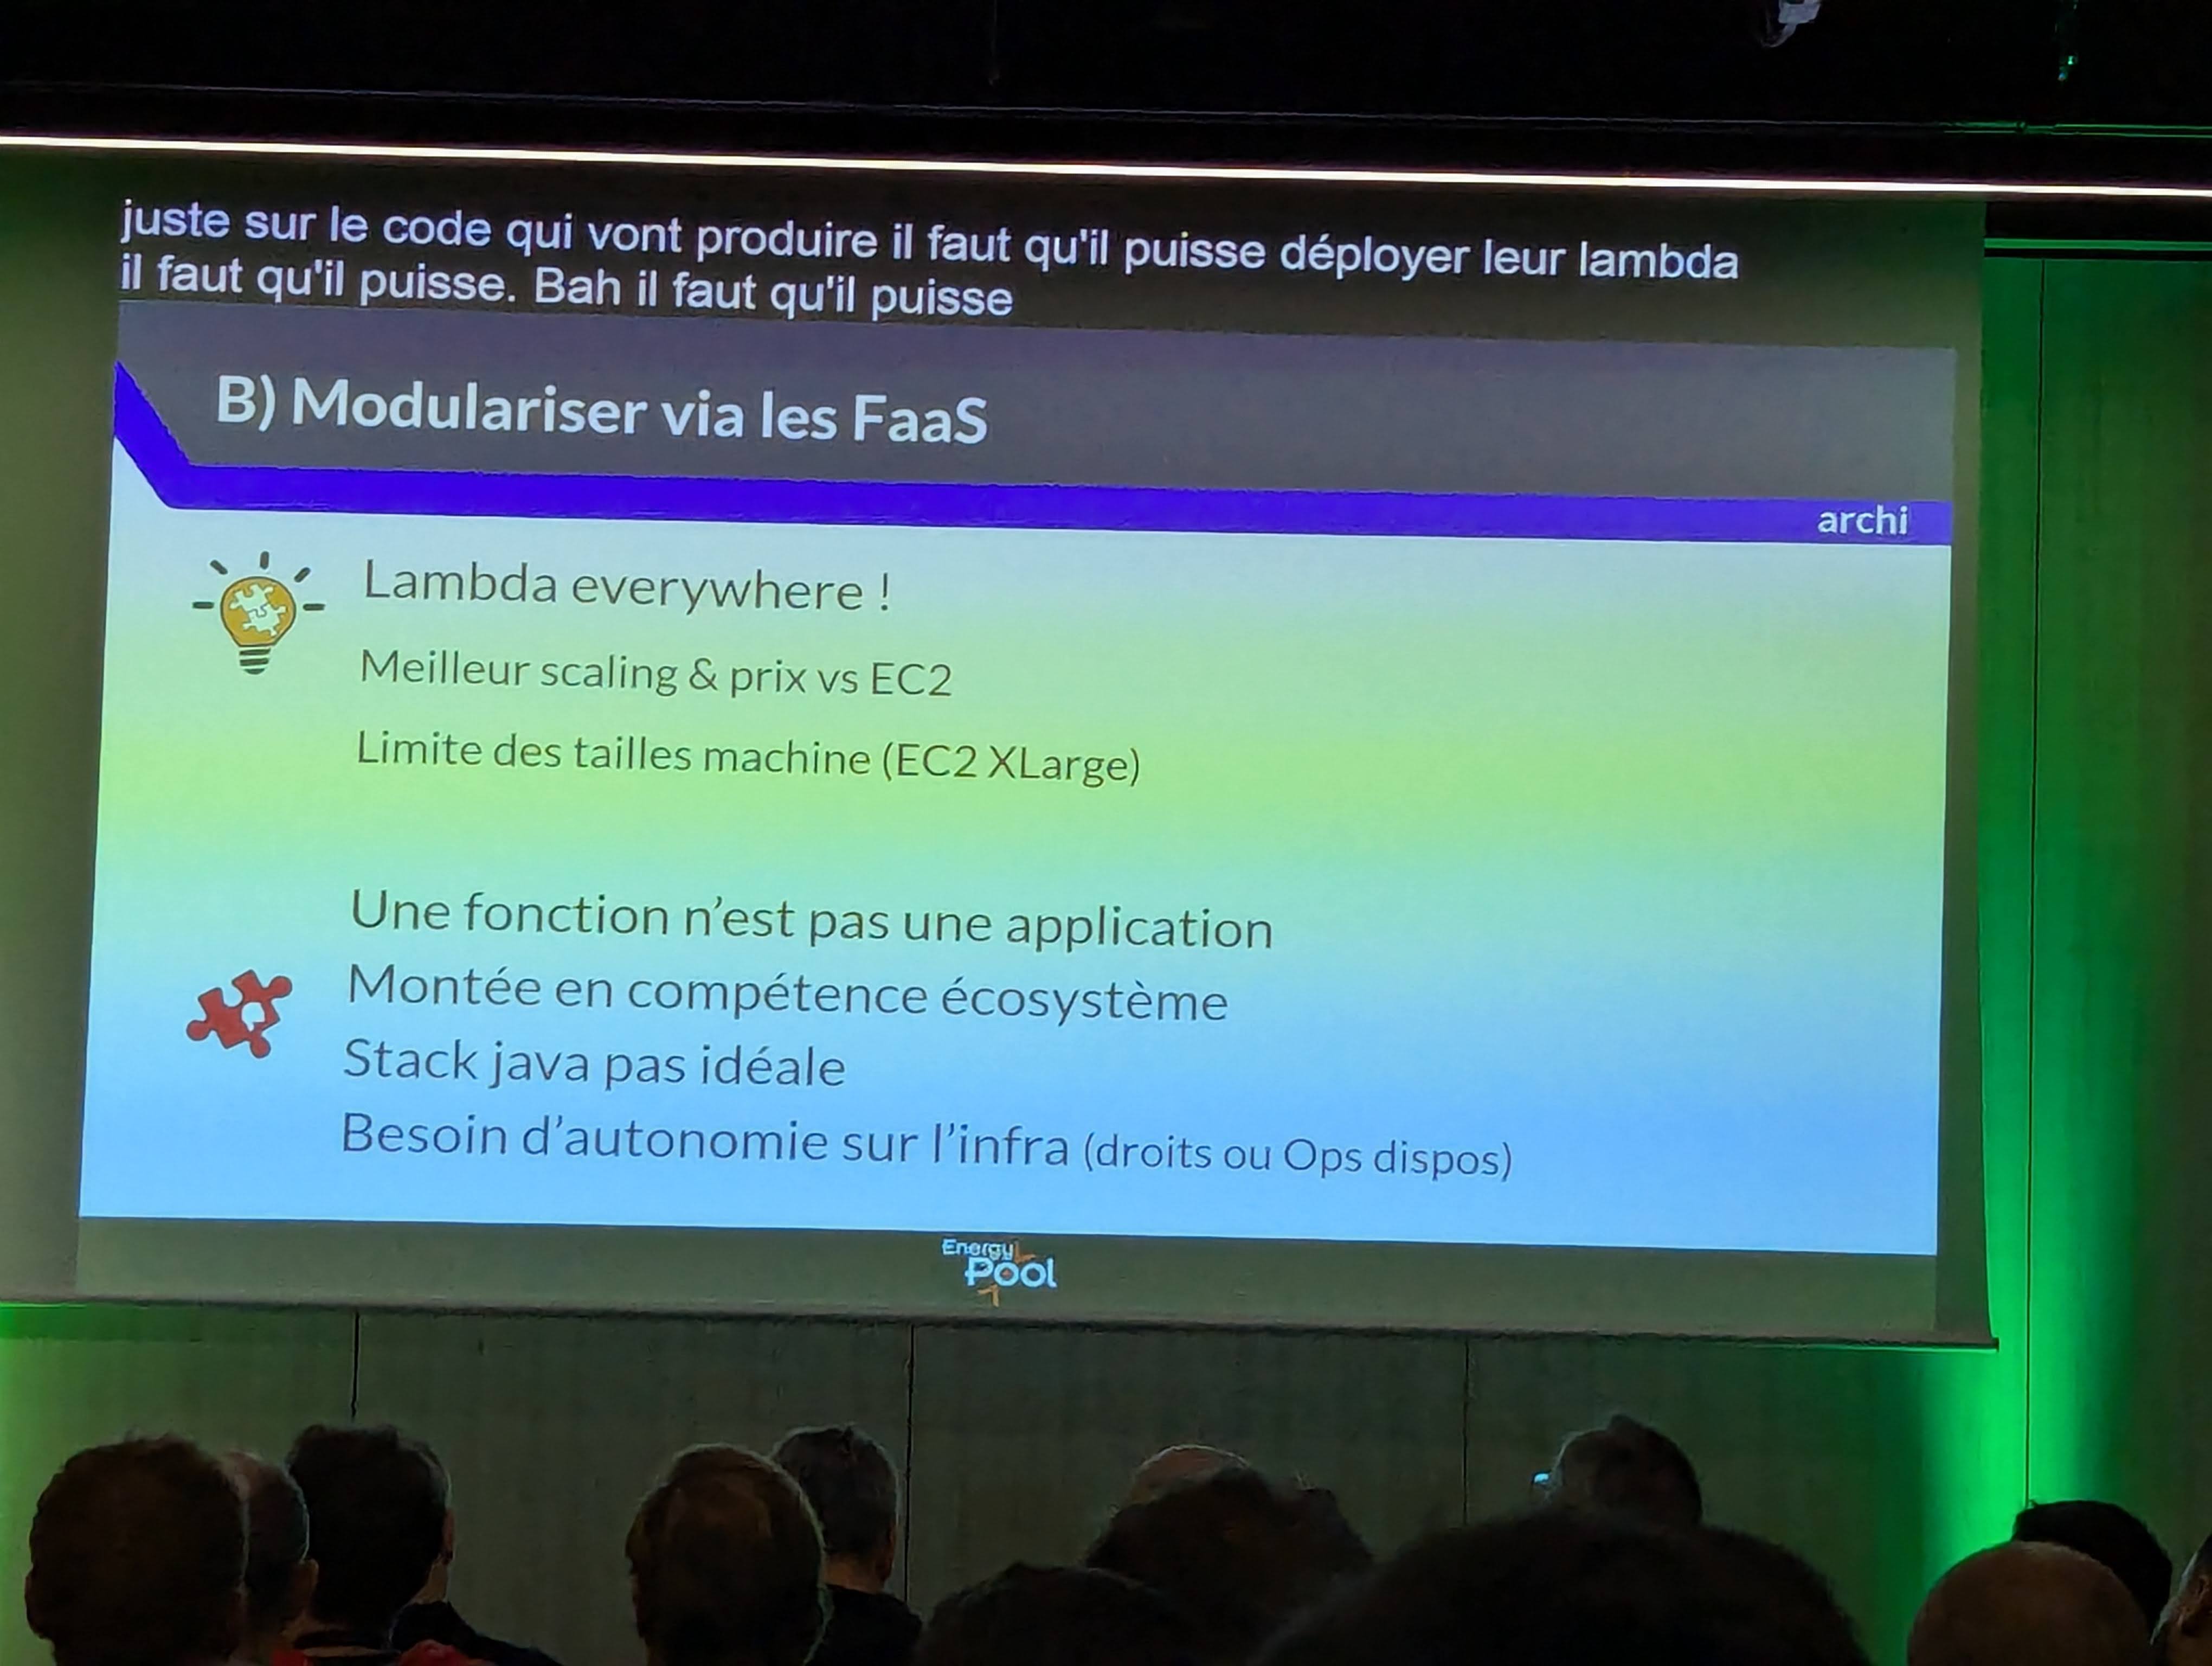 juste sur le code qui vont produire il faut qu'il puisse déployer leur lambda
il faut qu'il puisse. Bah il faut qu'il puisse
B) Modulariser via les FaaS
archi
Lambda everywhere !
Meilleur scaling & prix vs EC2
Limite des tailles machine (EC2 XLarge)
Une fonction n'est pas une application
Montée en compétence écosystème
Stack java pas idéale
Besoin d'autonomie sur l'infra (droits ou Ops dispos)
Energy
Pool